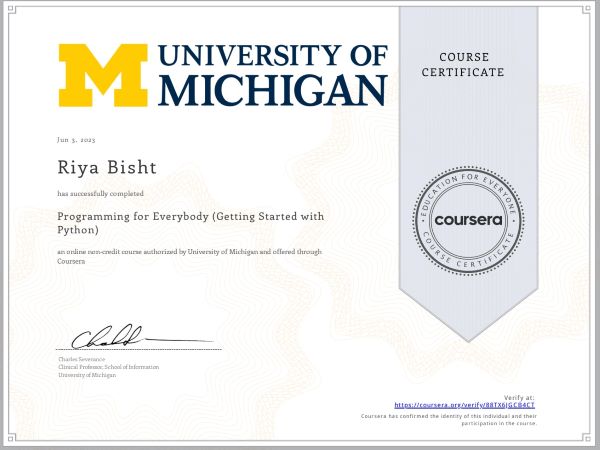 UNIVERSITY OF
MICHIGAN
COURSE
CERTIFICATE
Jun 3, 2023
Riya Bisht
has successfully completed
Programming for Everybody (Getting Started with
Python)
an online non-credit course authorized by University of Michigan and offered through
Coursera
EDUCATION FOR EVERYONE
coursera
COURSE CERTIFICATE
Charles Severance
Clinical Professor, School of Information
University of Michigan
Verify at:
https://coursera.org/verify/88TX6JGCB4CT
Coursera has confirmed the identity of this individual and their
participation in the course.